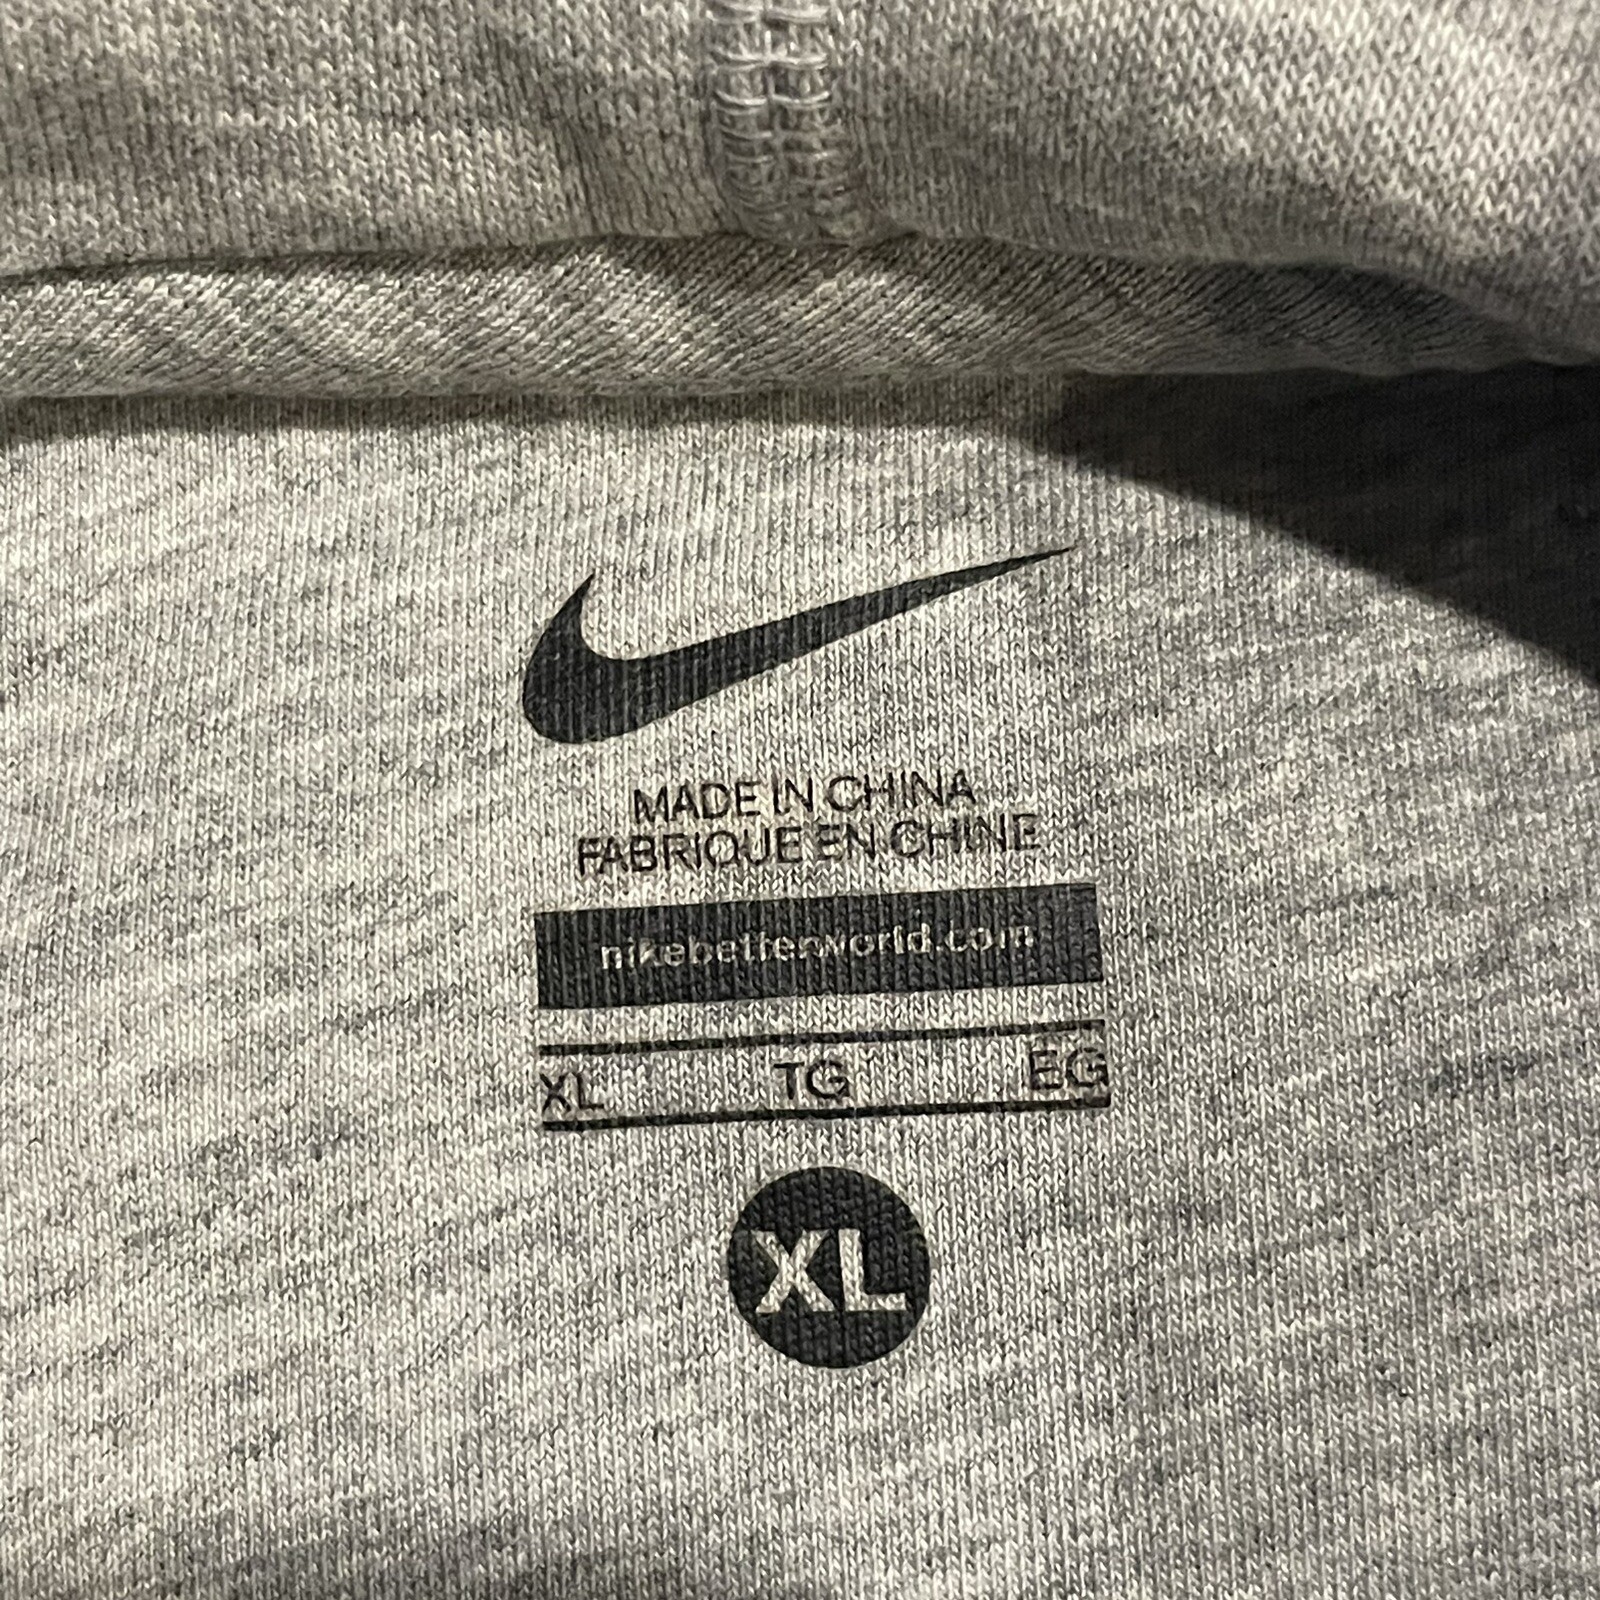 MADE IN CHINA
FABRIQUE EN CHINE
nikebetterworld.com
XL TG EG
XL